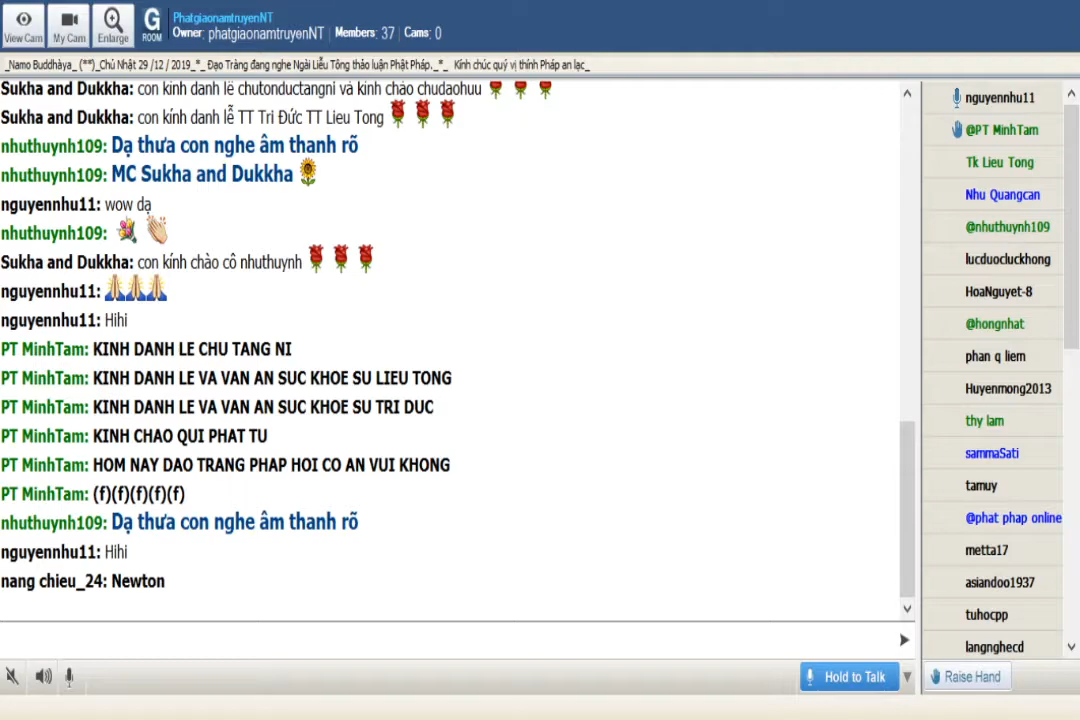 View Cam
My Cam
Enlarge
G
ROOM
PhatgiaonamtruyenNT
Owner: phatgiaonamtruyenNT | Members: 37 | Cams: 0
_Namo Buddhàya_ (**)_Chủ Nhật 29 /12 / 2019_*_ Đạo Tràng đang nghe Ngài Liễu Tông thảo luận Phật Pháp._*_ Kính chúc quý vị thính Pháp an lạc_
Sukha and Dukkha: con kinh danh lê chutonductangni và kính chào chudaohuu
Sukha and Dukkha: con kính danh lễ TT Tri Đức TT Lieu Tong
nhuthuynh109: Dạ thưa con nghe âm thanh rõ
nhuthuynh109: MC Sukha and Dukkha
nguyennhu11: wow dạ
nhuthuynh109:
Sukha and Dukkha: con kính chào cô nhuthuynh
nguyennhu11:
nguyennhu11: Hihi
PT MinhTam: KINH DANH LE CHU TANG NI
PT MinhTam: KINH DANH LE VA VAN AN SUC KHOE SU LIEU TONG
PT MinhTam: KINH DANH LE VA VAN AN SUC KHOE SU TRI DUC
PT MinhTam: KINH CHAO QUI PHAT TU
PT MinhTam: HOM NAY DAO TRANG PHAP HOI CO AN VUI KHONG
PT MinhTam: (f)(f)(f)(f)(f)
nhuthuynh109: Dạ thưa con nghe âm thanh rõ
nguyennhu11: Hihi
nang chieu_24: Newton
nguyennhu11
@PT MinhTam
Tk Lieu Tong
Nhu Quangcan
@nhuthuynh109
lucduocluckhong
HoaNguyet-8
@hongnhat
phan q liem
Huyenmong2013
thy lam
sammaSati
tamuy
@phat phap online
metta17
asiandoo1937
tuhocpp
langnghecd
Hold to Talk
Raise Hand